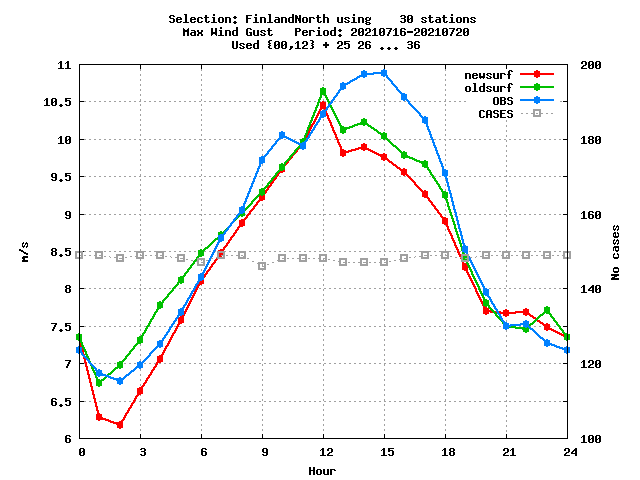 Selection: FinlandNorth using    30 stations
Max Wind Gust   Period: 20210716-20210720
Used {00,12} + 25 26 ... 36
newsurf
oldsurf
OBS
CASES
11
10.5
10
9.5
9
8.5
8
7.5
7
6.5
6
m/s
200
180
160
140
120
100
No cases
0 3 6 9 12 15 18 21 24
Hour